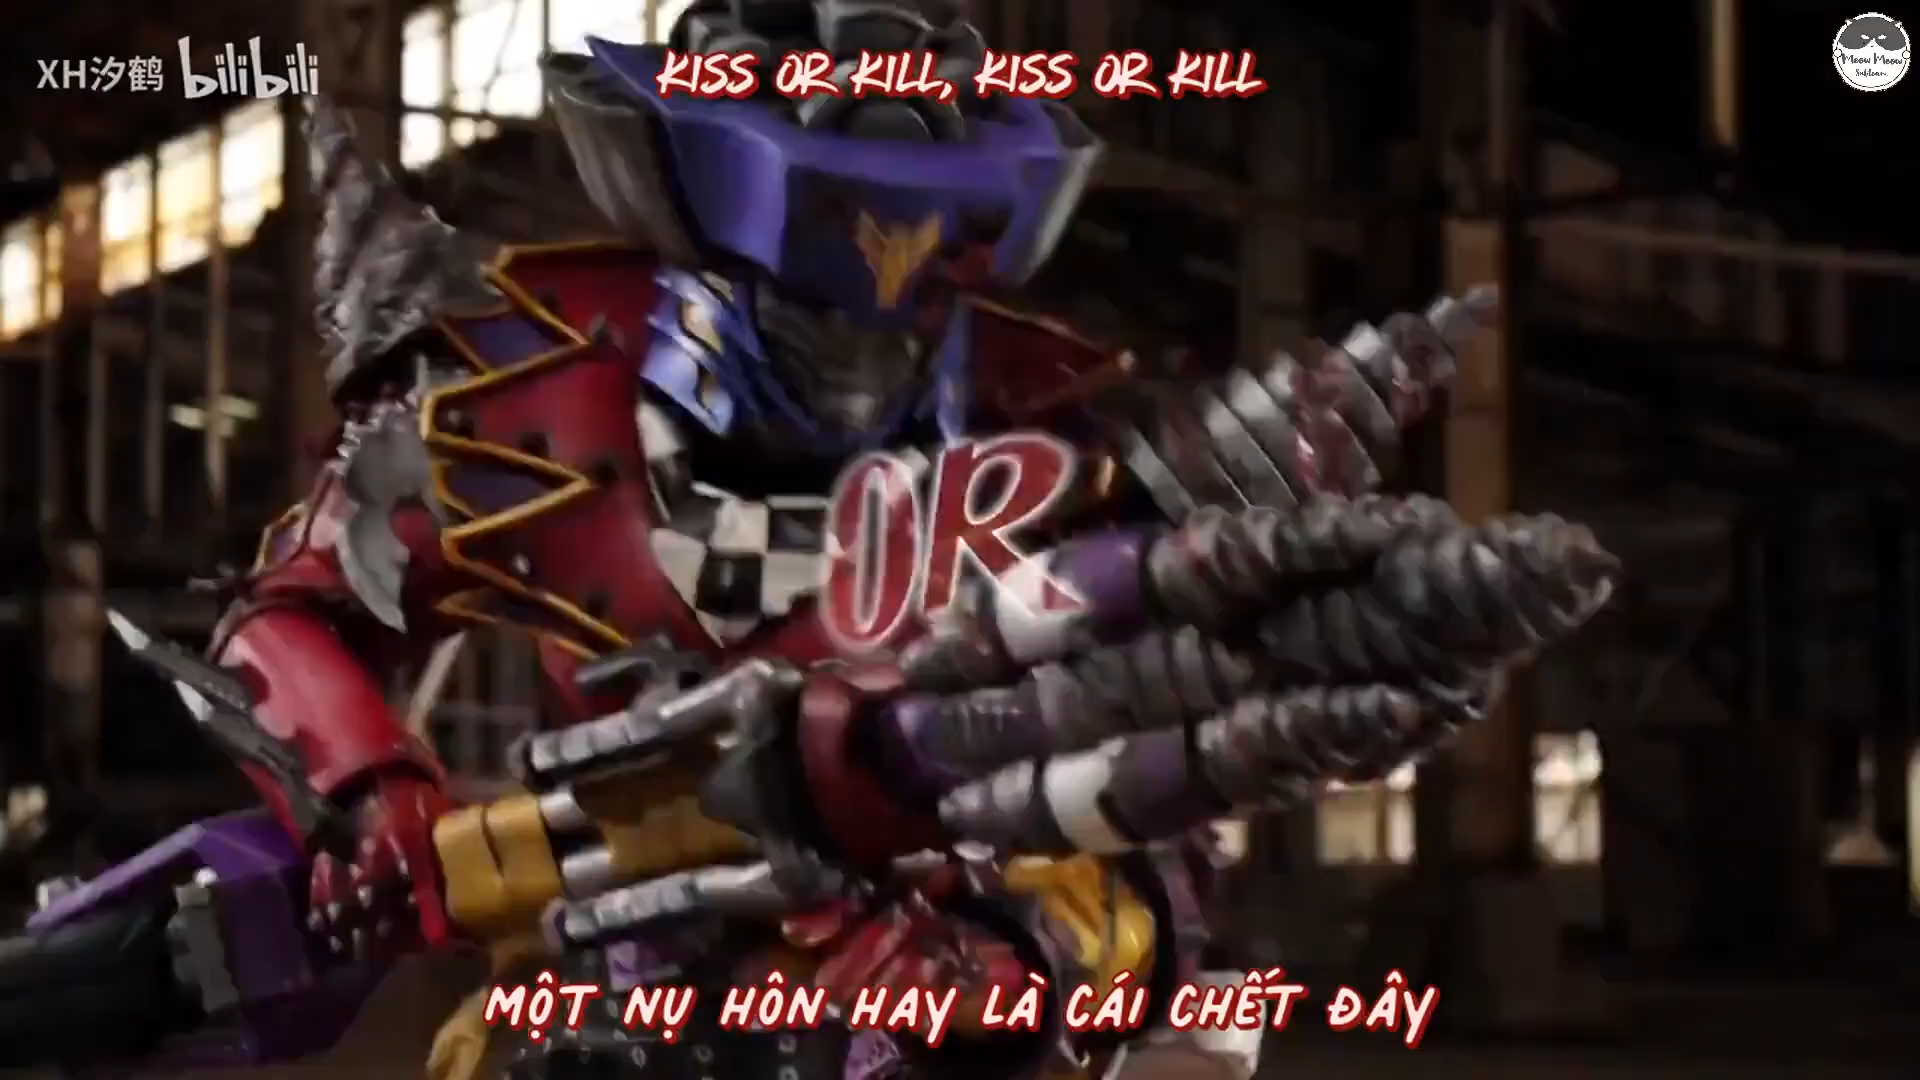 XH汐鹤 bilibili
KISS OR KILL, KISS OR KILL
Meow Meow
Subteam
OR
MỘT NỤ HÔN HAY LÀ CÁI CHẾT ĐÂY